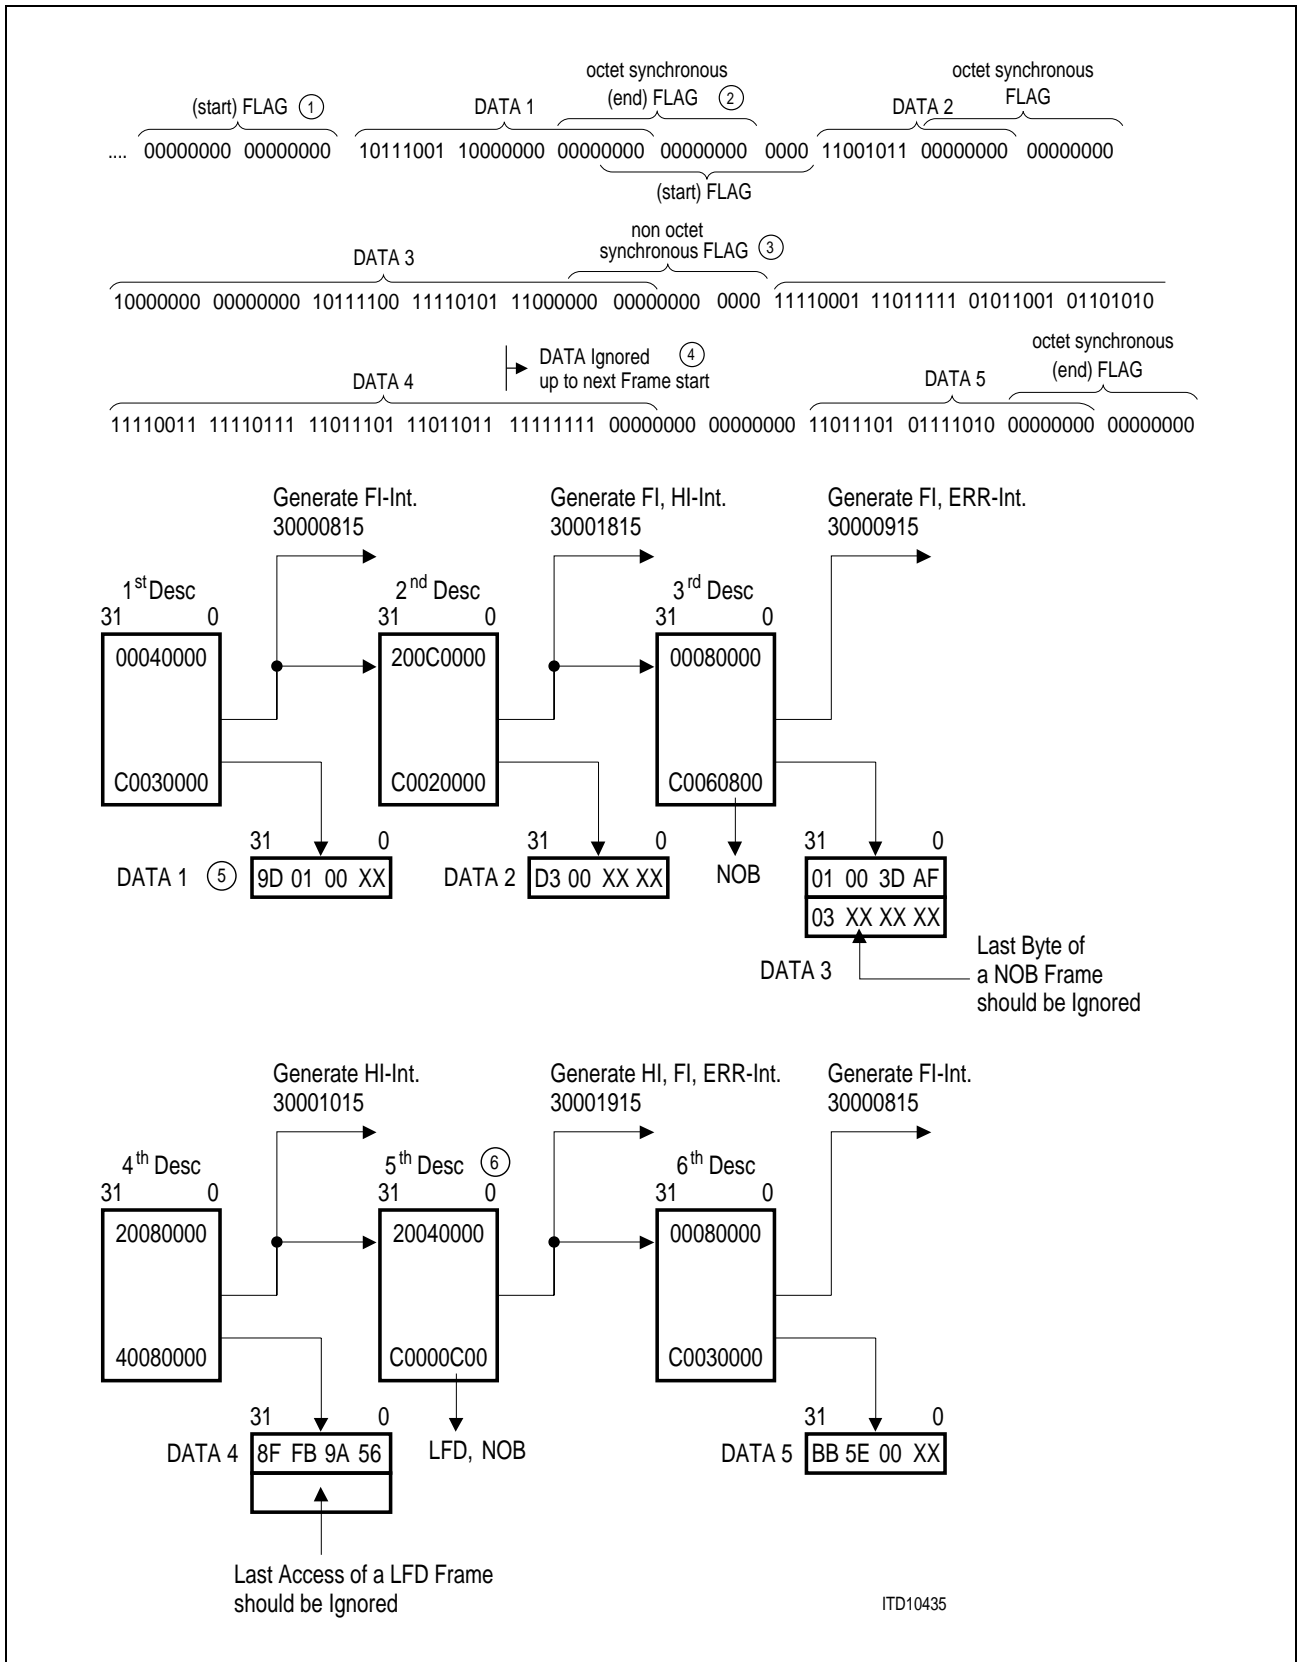 octet synchronous octet synchronous
(start) FLAG 1 DATA 1 (end) FLAG 2 DATA 2 FLAG
.... 00000000 00000000 10111001 10000000 00000000 00000000 0000 11001011 00000000 00000000
(start) FLAG
non octet
DATA 3 synchronous FLAG 3
10000000 00000000 10111100 11110101 11000000 00000000 0000 11110001 11011111 01011001 01101010
octet synchronous
DATA 4 DATA Ignored 4 DATA 5 (end) FLAG
up to next Frame start
11110011 11110111 11011101 11011011 11111111 00000000 00000000 11011101 01111010 00000000 00000000
Generate FI-Int. Generate FI, HI-Int. Generate FI, ERR-Int.
30000815 30001815 30000915
1st Desc 2nd Desc 3rd Desc
31 0 31 0 31 0
00040000 200C0000 00080000
C0030000 C0020000 C0060800
31 0 31 0 31 0
DATA 1 5 9D 01 00 XX DATA 2 D3 00 XX XX NOB 01 00 3D AF
03 XX XX XX
DATA 3 Last Byte of
a NOB Frame
should be Ignored
Generate HI-Int. Generate HI, FI, ERR-Int. Generate FI-Int.
30001015 30001915 30000815
4th Desc 5th Desc 6 6th Desc
31 0 31 0 31 0
20080000 20040000 00080000
40080000 C0000C00 C0030000
31 0 31 0
DATA 4 8F FB 9A 56 LFD, NOB DATA 5 BB 5E 00 XX
Last Access of a LFD Frame
should be Ignored
ITD10435